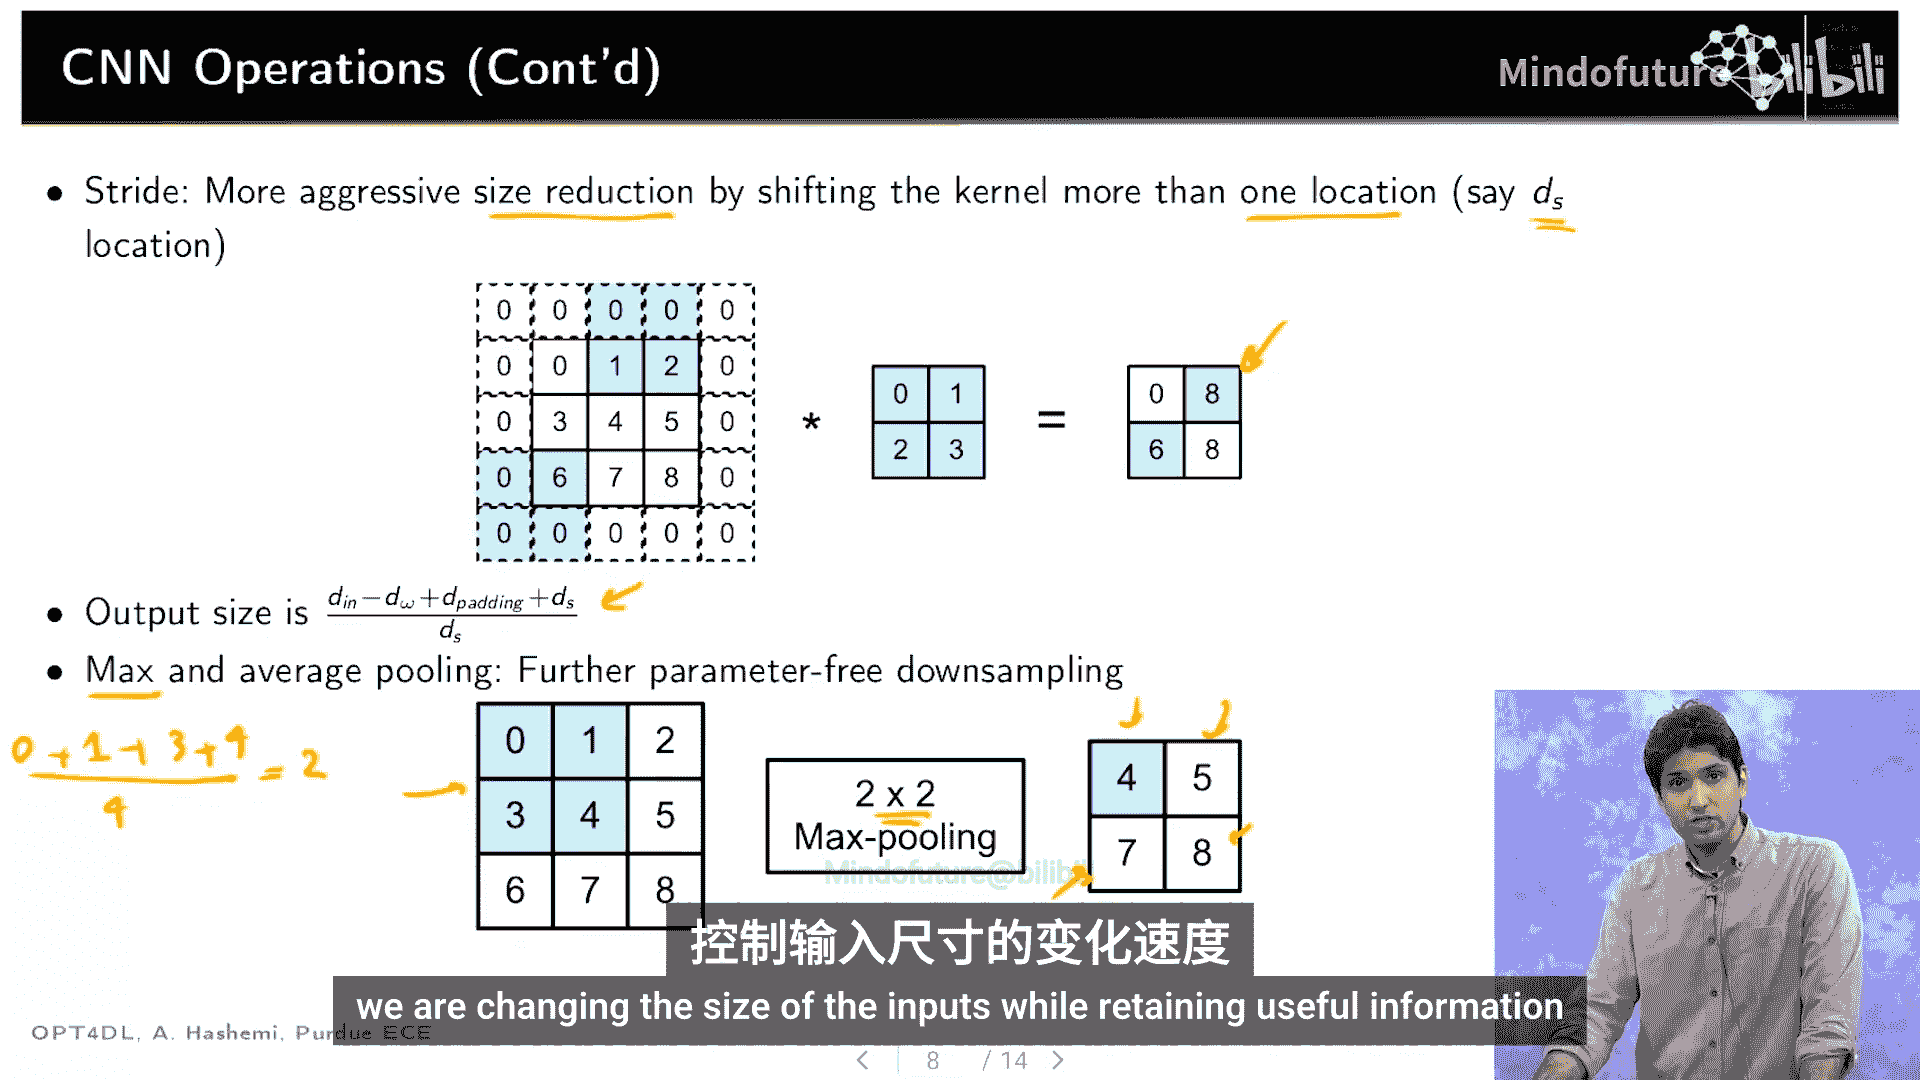 CNN Operations (Cont'd)
Mindofuture bilibili
• Stride: More aggressive size reduction by shifting the kernel more than one location (say d_s
location)
0 0 0 0 0
0 0 1 2 0
0 3 4 5 0
0 6 7 8 0
0 0 0 0 0
*
0 1
2 3
=
0 8
6 8
• Output size is (d_in − d_ω + d_padding + d_s) / d_s
• Max and average pooling: Further parameter-free downsampling
0 + 1 + 3 + 4 = 2
4
0 1 2
3 4 5
6 7 8
2 x 2
Max-pooling
4 5
7 8
Mindofuture@bilibili
控制输入尺寸的变化速度
we are changing the size of the inputs while retaining useful information
OPT4DL, A. Hashemi, Purdue ECE
8 / 14